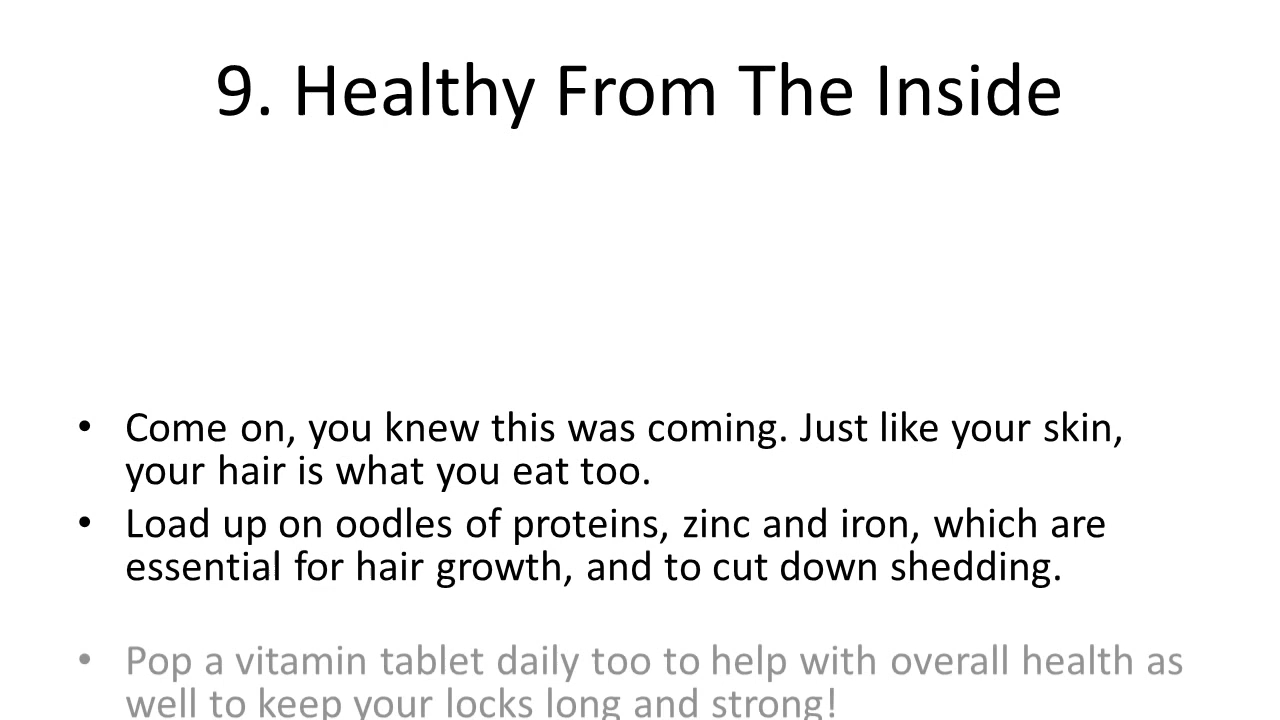 9. Healthy From The Inside
• Come on, you knew this was coming. Just like your skin,
your hair is what you eat too.
• Load up on oodles of proteins, zinc and iron, which are
essential for hair growth, and to cut down shedding.
• Pop a vitamin tablet daily too to help with overall health as
well to keep your locks long and strong!